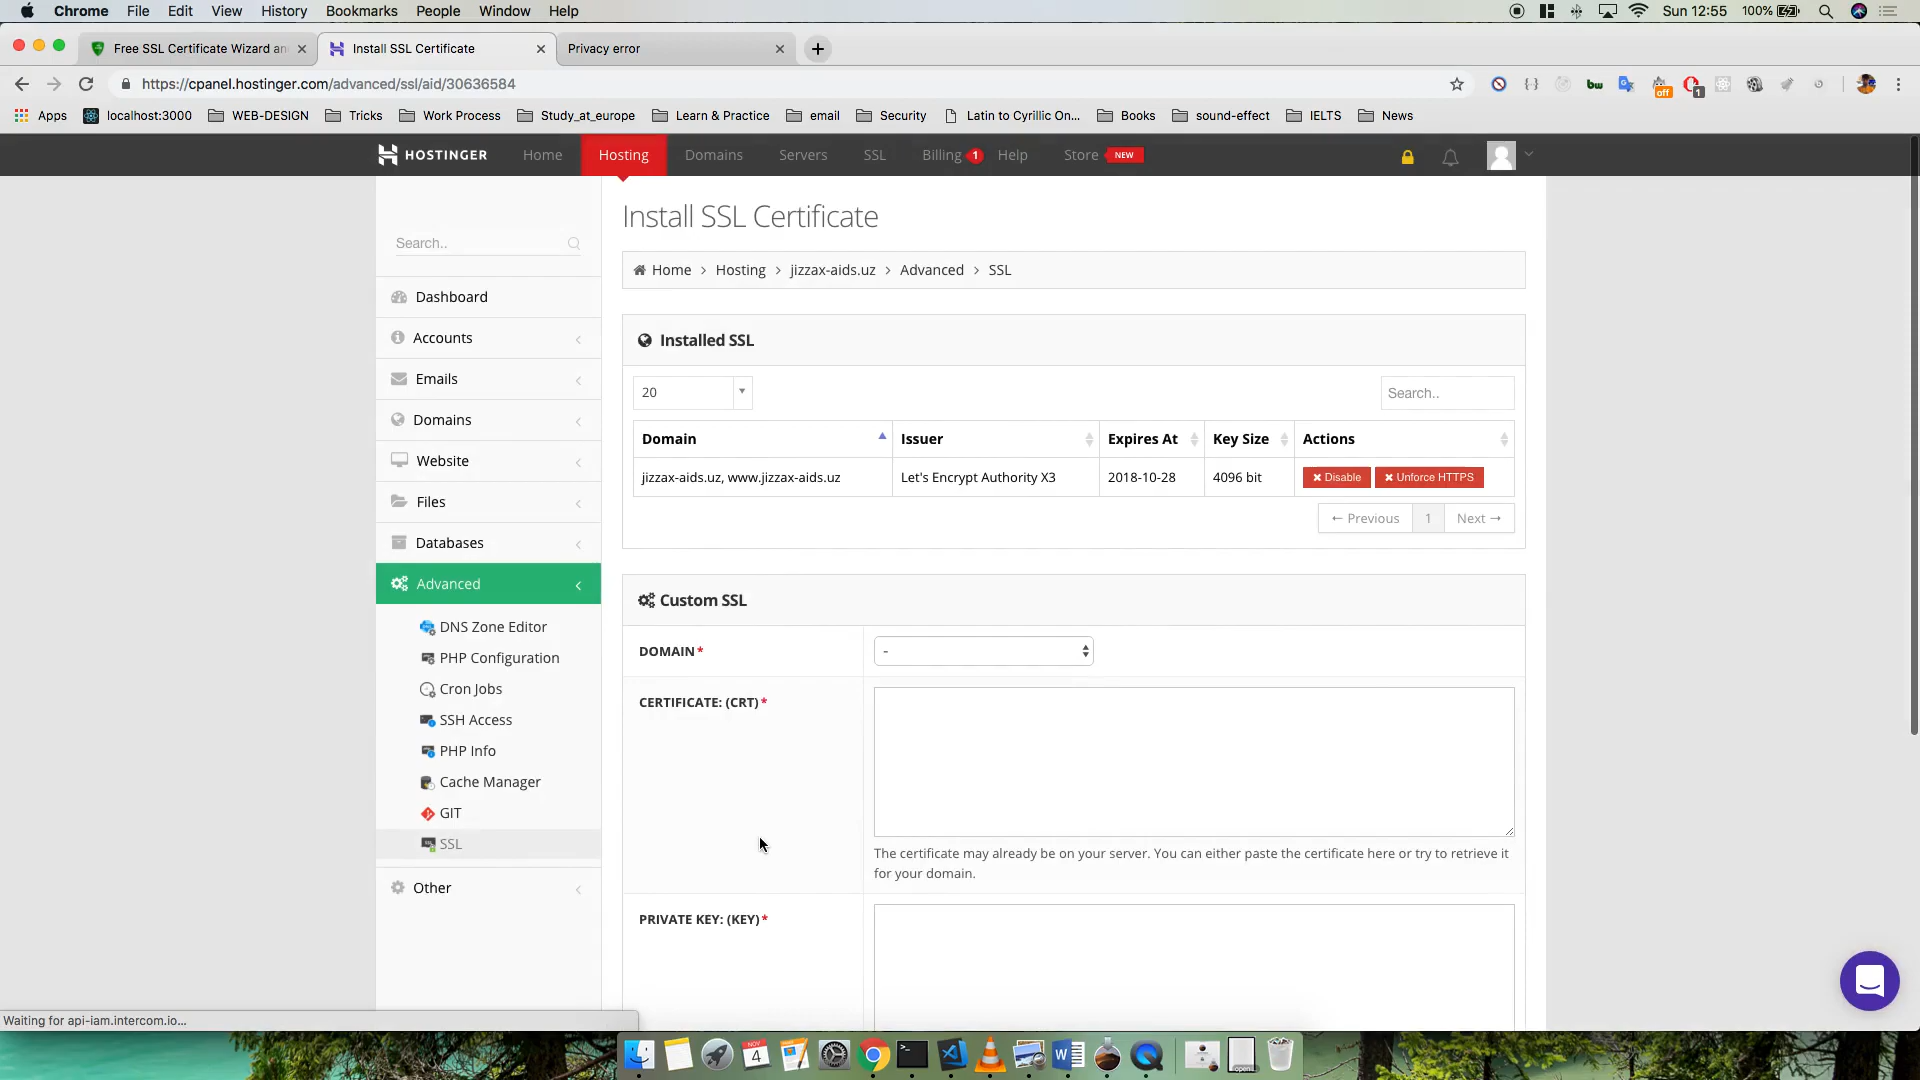 Chrome File Edit View History Bookmarks People Window Help Sun 12:55 100%
Free SSL Certificate Wizard an Install SSL Certificate Privacy error
https://cpanel.hostinger.com/advanced/ssl/aid/30636584
off 1
Apps localhost:3000 WEB-DESIGN Tricks Work Process Study_at_europe Learn & Practice email Security Latin to Cyrillic On... Books sound-effect IELTS News
HOSTINGER Home Hosting Domains Servers SSL Billing 1 Help Store NEW
Install SSL Certificate
Search..
Home > Hosting > jizzax-aids.uz > Advanced > SSL
Dashboard
Accounts
Emails
Domains
Website
Files
Databases
Advanced
DNS Zone Editor
PHP Configuration
Cron Jobs
SSH Access
PHP Info
Cache Manager
GIT
SSL
Other
Installed SSL
20 Search..
Domain Issuer Expires At Key Size Actions
jizzax-aids.uz, www.jizzax-aids.uz Let's Encrypt Authority X3 2018-10-28 4096 bit Disable Unforce HTTPS
← Previous 1 Next →
Custom SSL
DOMAIN* -
CERTIFICATE: (CRT)*
The certificate may already be on your server. You can either paste the certificate here or try to retrieve it
for your domain.
PRIVATE KEY: (KEY)*
Waiting for api-iam.intercom.io...
NOV
4